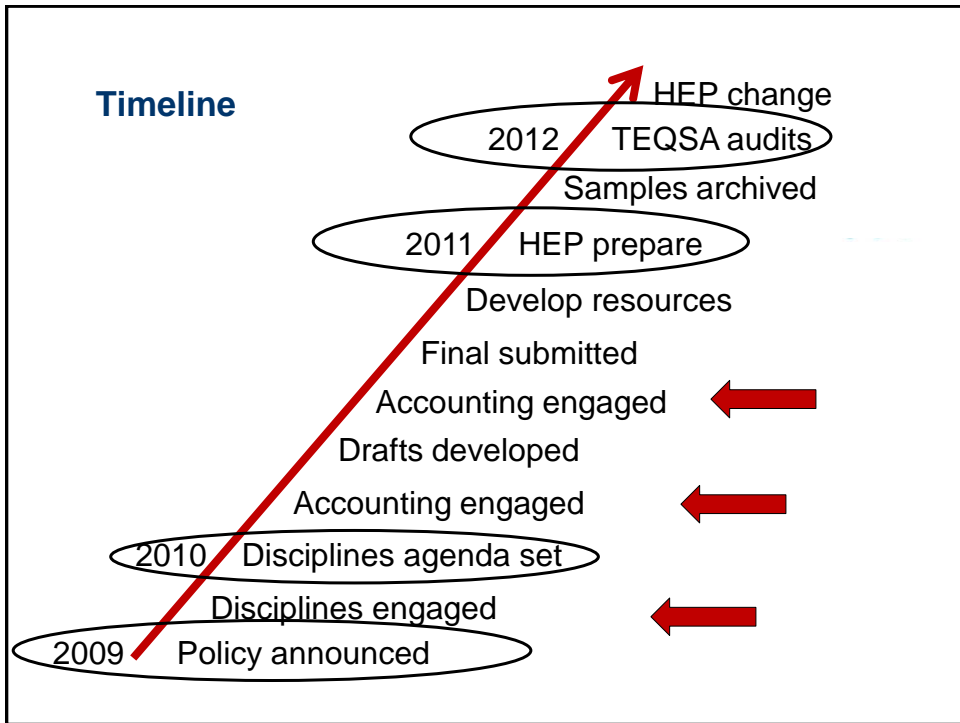 Timeline
HEP change
2012 TEQSA audits
Samples archived
2011 HEP prepare
Develop resources
Final submitted
Accounting engaged
Drafts developed
Accounting engaged
2010 Disciplines agenda set
Disciplines engaged
2009 Policy announced